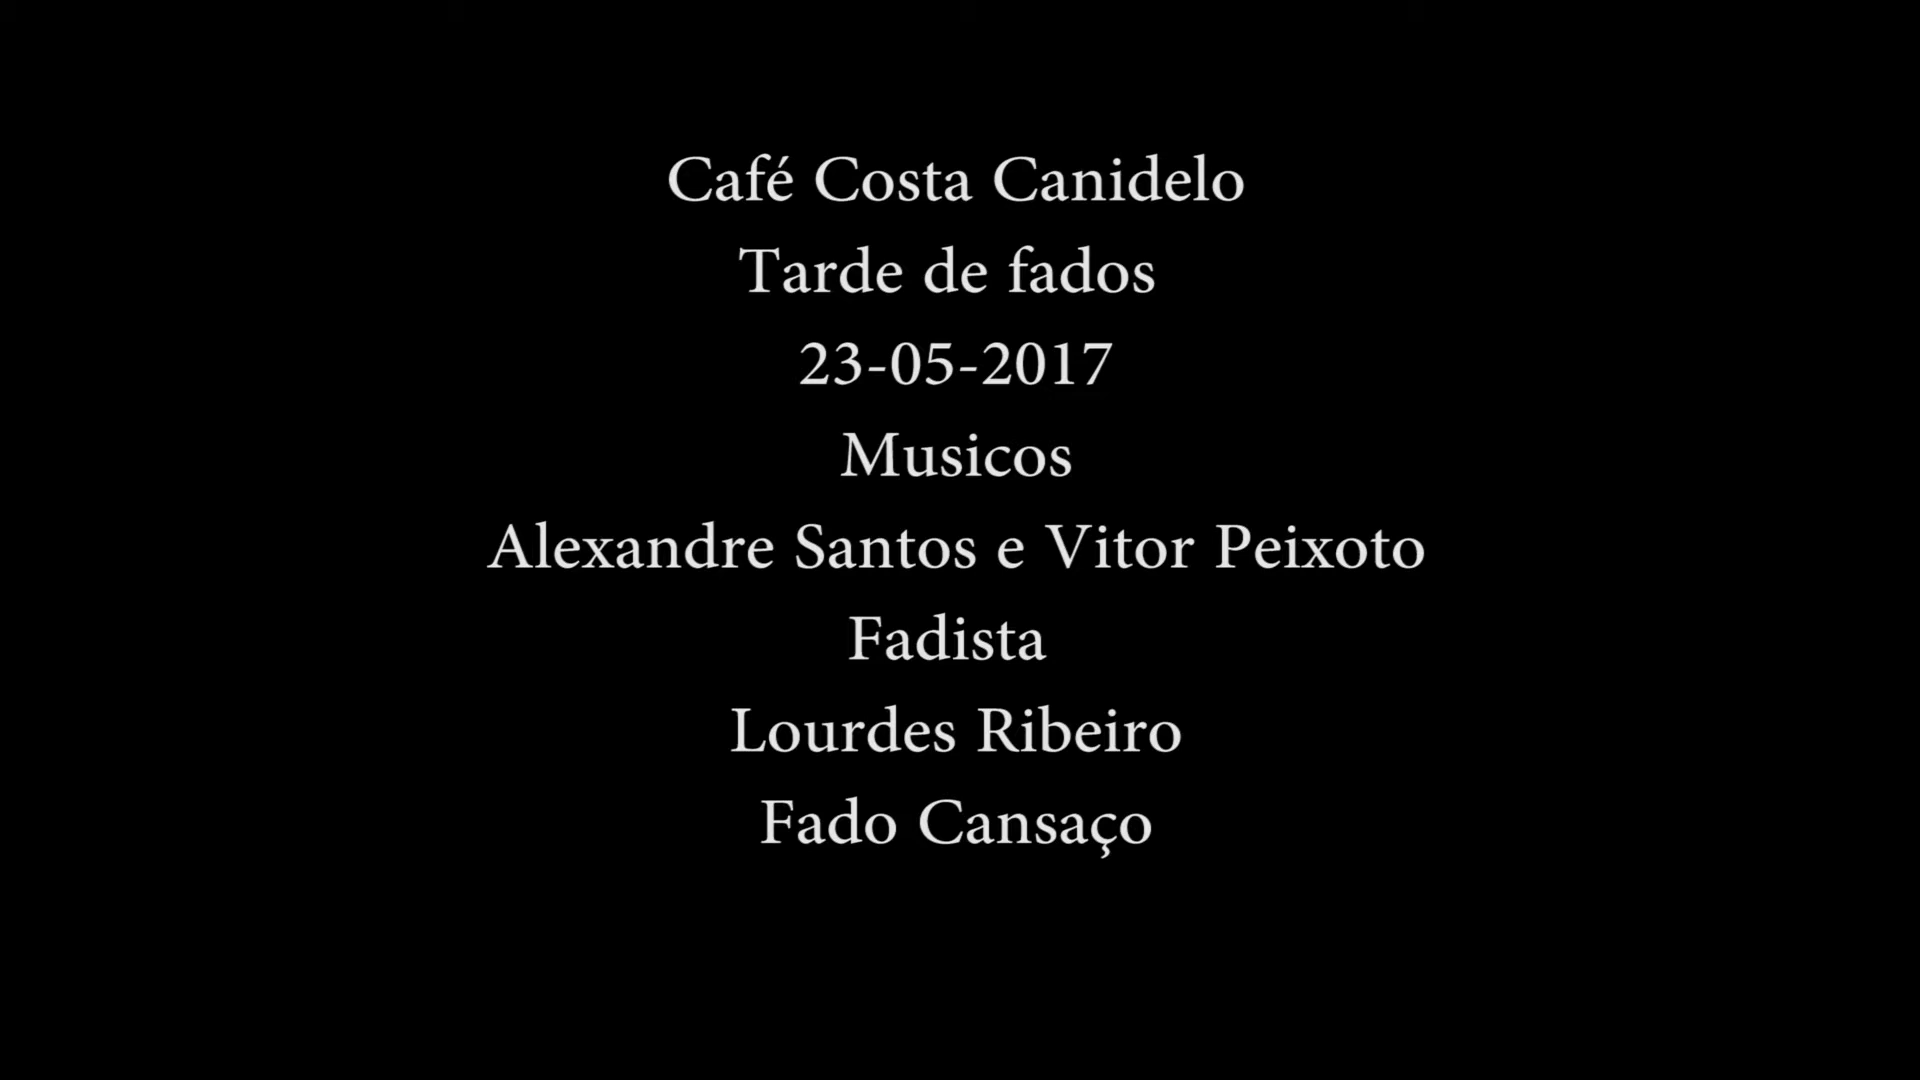 Café Costa Canidelo
Tarde de fados
23-05-2017
Musicos
Alexandre Santos e Vitor Peixoto
Fadista
Lourdes Ribeiro
Fado Cansaço